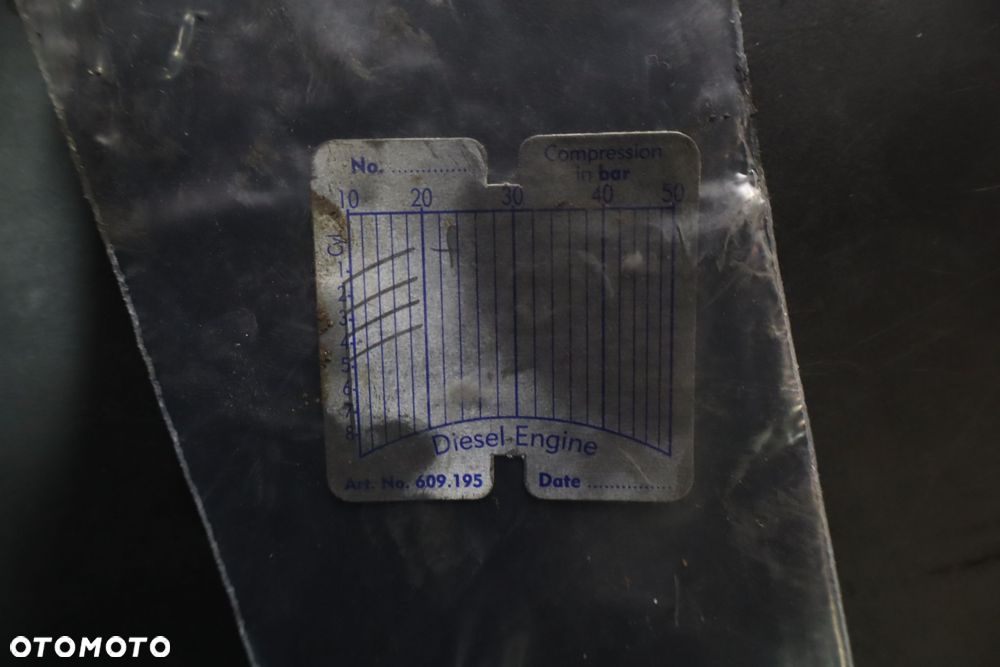 No. ..............
Compression
in bar
10 20 30 40 50
Cyl.
1
2
3
4
5
6
7
8
Diesel-Engine
Art. No. 609.195
Date ................
OTOMOTO